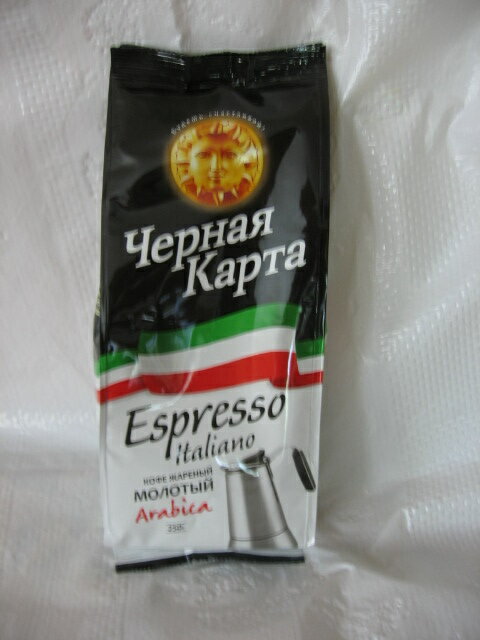 Черная
Карта
Espresso
italiano
КОФЕ ЖАРЕНЫЙ
МОЛОТЫЙ
Arabica